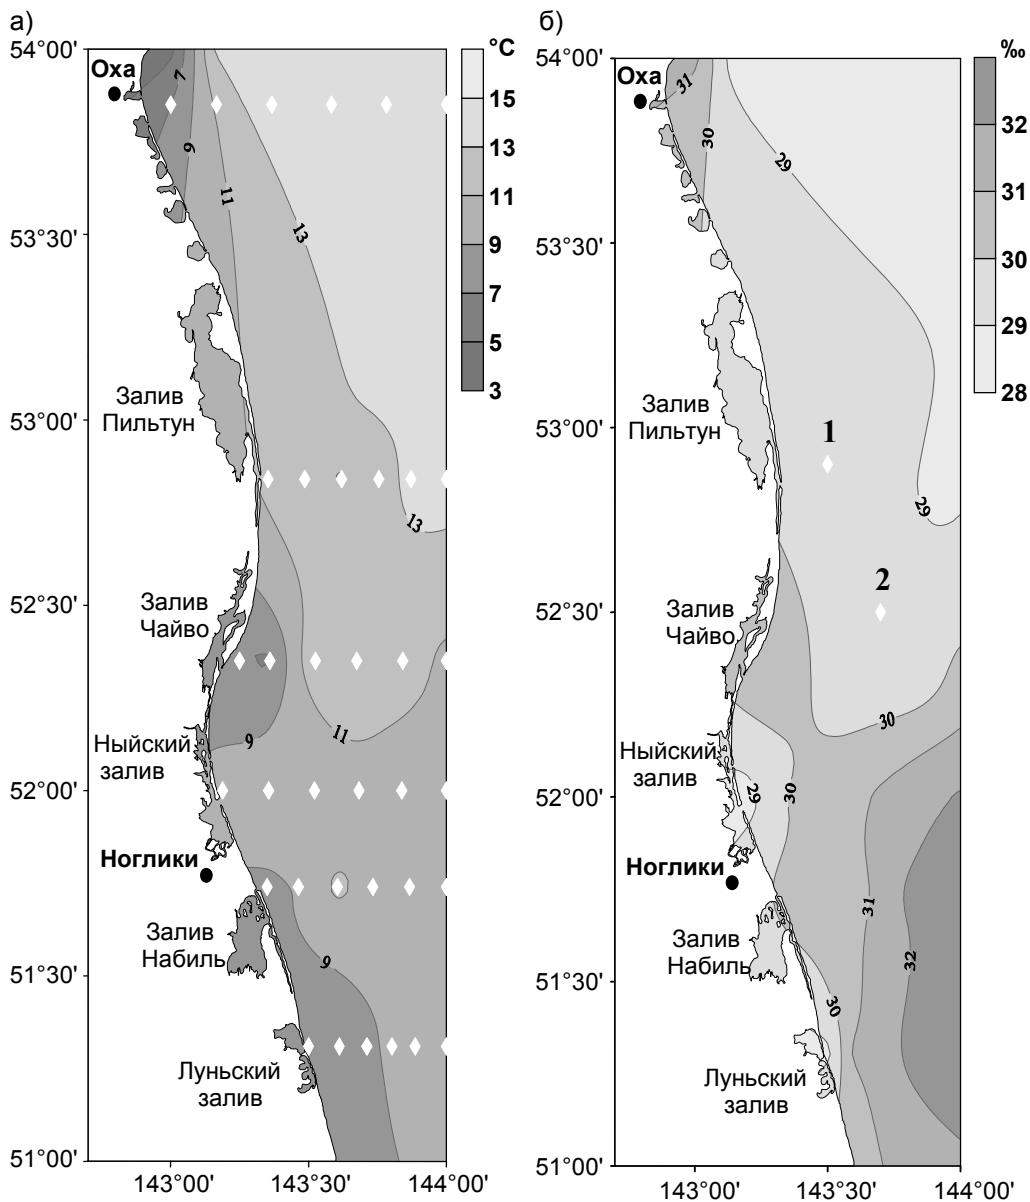 а)
54°00'
53°30'
53°00'
52°30'
52°00'
51°30'
51°00'
143°00'
143°30'
144°00'
Оха
Залив
Пильтун
Залив
Чайво
Ныйский
залив
Ноглики
Залив
Набиль
Луньский
залив
7
9
11
13
13
11
9
9
°C
15
13
11
9
7
5
3
б)
54°00'
53°30'
53°00'
52°30'
52°00'
51°30'
51°00'
143°00'
143°30'
144°00'
Оха
Залив
Пильтун
Залив
Чайво
Ныйский
залив
Ноглики
Залив
Набиль
Луньский
залив
31
30
29
1
29
2
30
29
30
31
32
30
‰
32
31
30
29
28